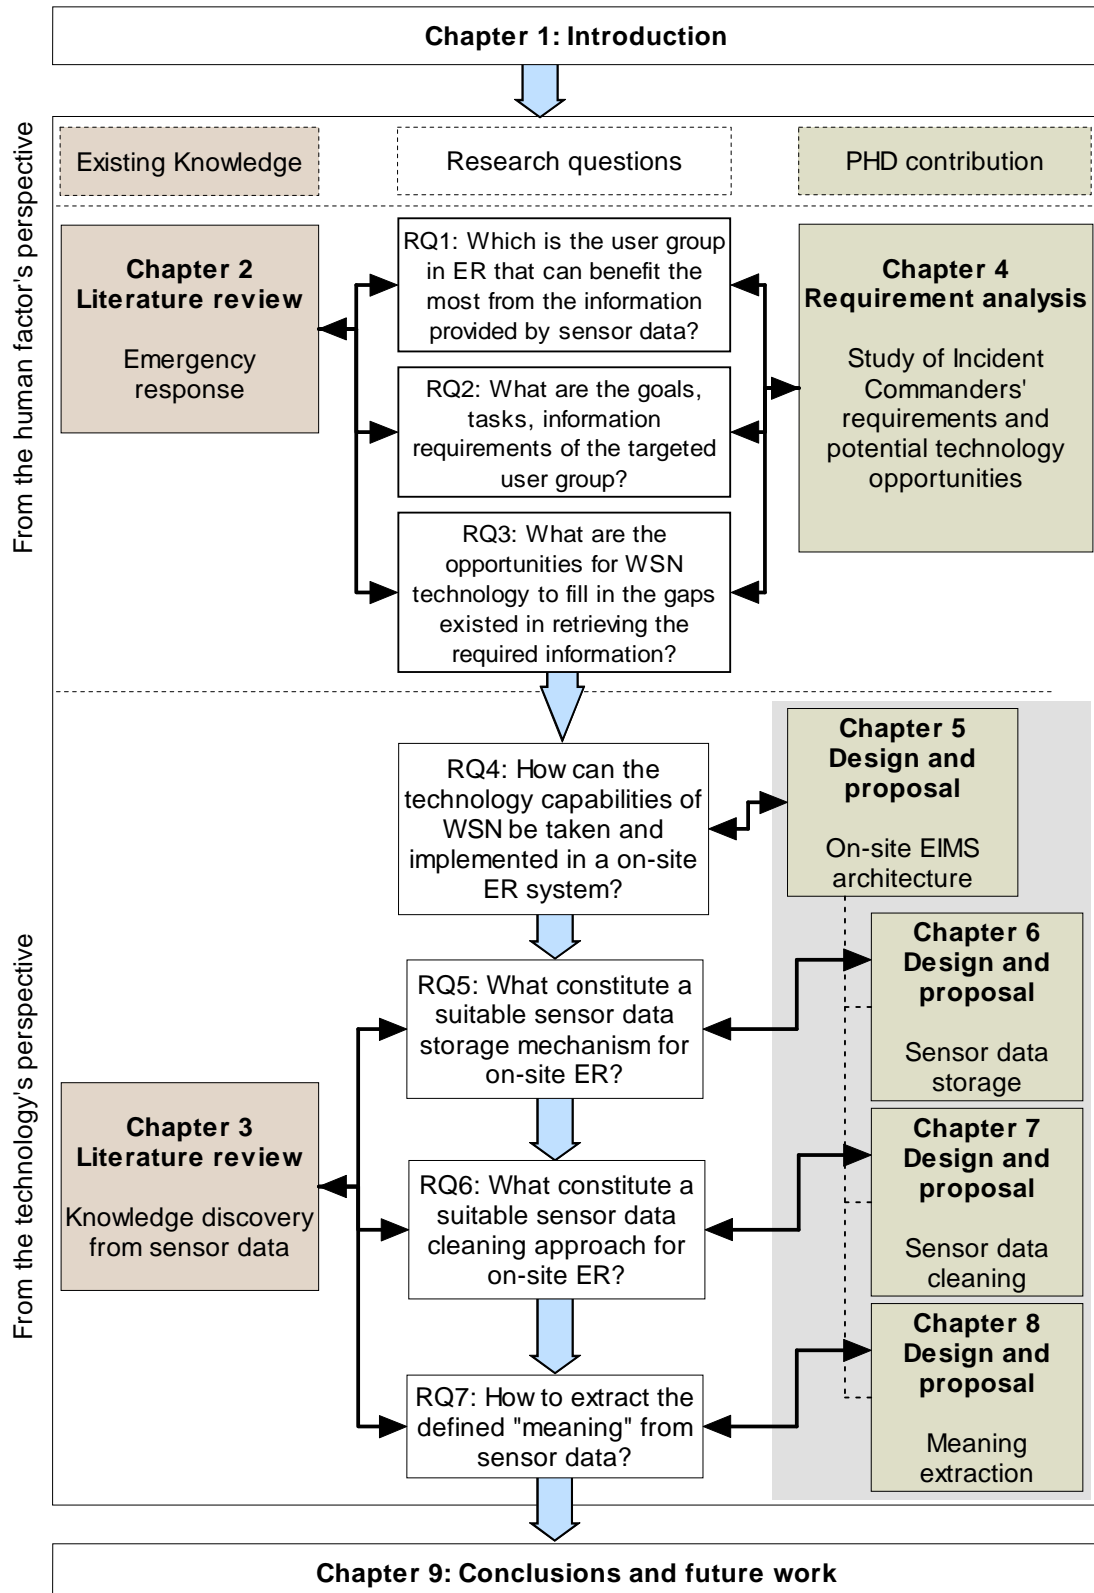 Chapter 1: Introduction
From the human factor's perspective
Existing Knowledge
Research questions
PHD contribution
Chapter 2
Literature review
Emergency
response
RQ1: Which is the user group
in ER that can benefit the
most from the information
provided by sensor data?
RQ2: What are the goals,
tasks, information
requirements of the targeted
user group?
RQ3: What are the
opportunities for WSN
technology to fill in the gaps
existed in retrieving the
required information?
Chapter 4
Requirement analysis
Study of Incident
Commanders'
requirements and
potential technology
opportunities
From the technology's perspective
RQ4: How can the
technology capabilities of
WSN be taken and
implemented in a on-site
ER system?
Chapter 5
Design and
proposal
On-site EIMS
architecture
Chapter 3
Literature review
Knowledge discovery
from sensor data
RQ5: What constitute a
suitable sensor data
storage mechanism for
on-site ER?
Chapter 6
Design and
proposal
Sensor data
storage
RQ6: What constitute a
suitable sensor data
cleaning approach for
on-site ER?
Chapter 7
Design and
proposal
Sensor data
cleaning
RQ7: How to extract the
defined "meaning" from
sensor data?
Chapter 8
Design and
proposal
Meaning
extraction
Chapter 9: Conclusions and future work